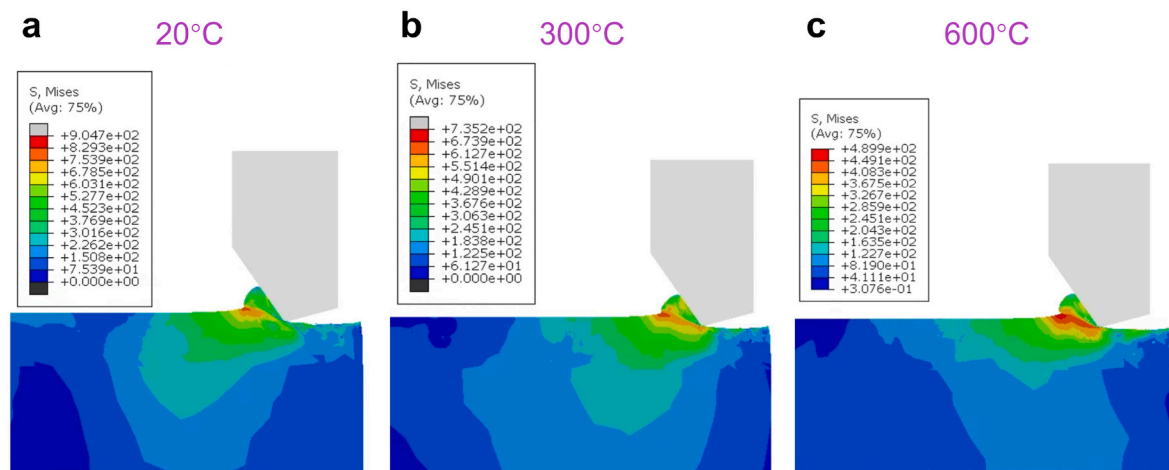 a
20°C
b
300°C
c
600°C
S, Mises
(Avg: 75%)
+9.047e+02
+8.293e+02
+7.539e+02
+6.785e+02
+6.031e+02
+5.277e+02
+4.523e+02
+3.769e+02
+3.016e+02
+2.262e+02
+1.508e+02
+7.539e+01
+0.000e+00
S, Mises
(Avg: 75%)
+7.352e+02
+6.739e+02
+6.127e+02
+5.514e+02
+4.901e+02
+4.289e+02
+3.676e+02
+3.063e+02
+2.451e+02
+1.838e+02
+1.225e+02
+6.127e+01
+0.000e+00
S, Mises
(Avg: 75%)
+4.899e+02
+4.491e+02
+4.083e+02
+3.675e+02
+3.267e+02
+2.859e+02
+2.451e+02
+2.043e+02
+1.635e+02
+1.227e+02
+8.190e+01
+4.111e+01
+3.076e-01